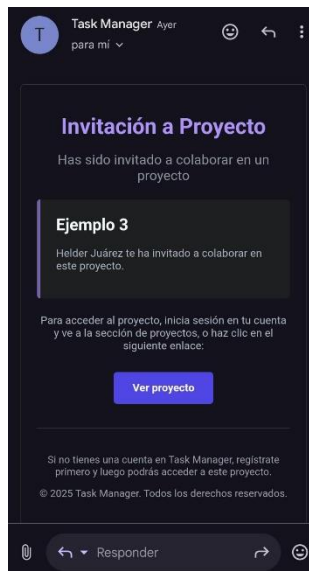 T
Task Manager Ayer
para mí
Invitación a Proyecto
Has sido invitado a colaborar en un
proyecto
Ejemplo 3
Helder Juárez te ha invitado a colaborar en
este proyecto.
Para acceder al proyecto, inicia sesión en tu cuenta
y ve a la sección de proyectos, o haz clic en el
siguiente enlace:
Ver proyecto
Si no tienes una cuenta en Task Manager, regístrate
primero y luego podrás acceder a este proyecto.
© 2025 Task Manager. Todos los derechos reservados.
Responder